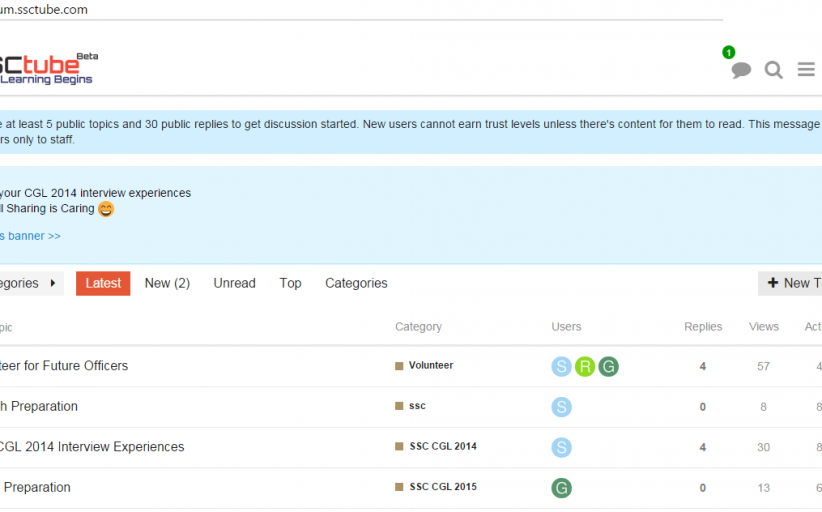 um.ssctube.com
SCtube Beta
Learning Begins
1
e at least 5 public topics and 30 public replies to get discussion started. New users cannot earn trust levels unless there's content for them to read. This message
rs only to staff.
your CGL 2014 interview experiences
ll Sharing is Caring
s banner >>
egories Latest New (2) Unread Top Categories + New T
pic Category Users Replies Views Act
teer for Future Officers Volunteer S R G 4 57 4
h Preparation ssc S 0 8 8
CGL 2014 Interview Experiences SSC CGL 2014 S 4 30 8
Preparation SSC CGL 2015 G 0 13 6